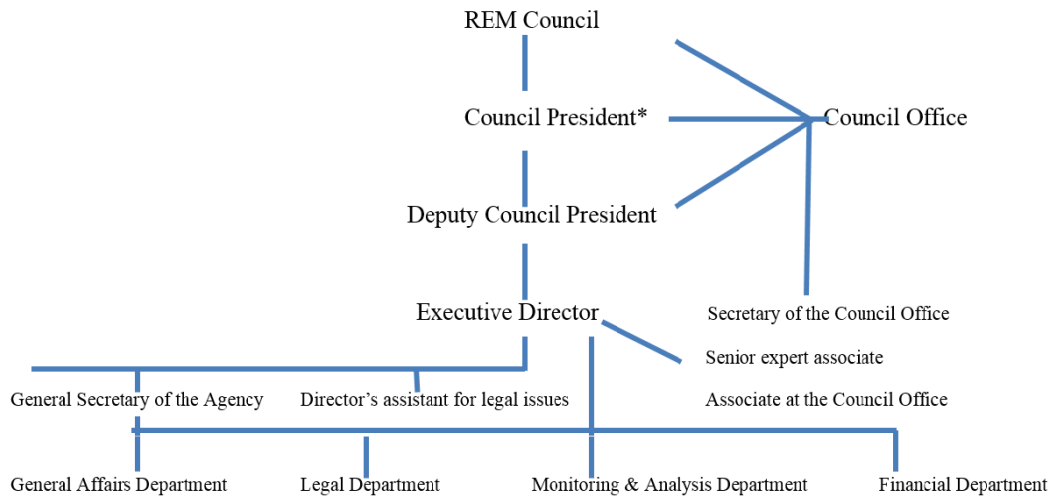 REM Council
Council President*
Council Office
Deputy Council President
Executive Director
Secretary of the Council Office
Senior expert associate
General Secretary of the Agency
Director's assistant for legal issues
Associate at the Council Office
General Affairs Department
Legal Department
Monitoring & Analysis Department
Financial Department